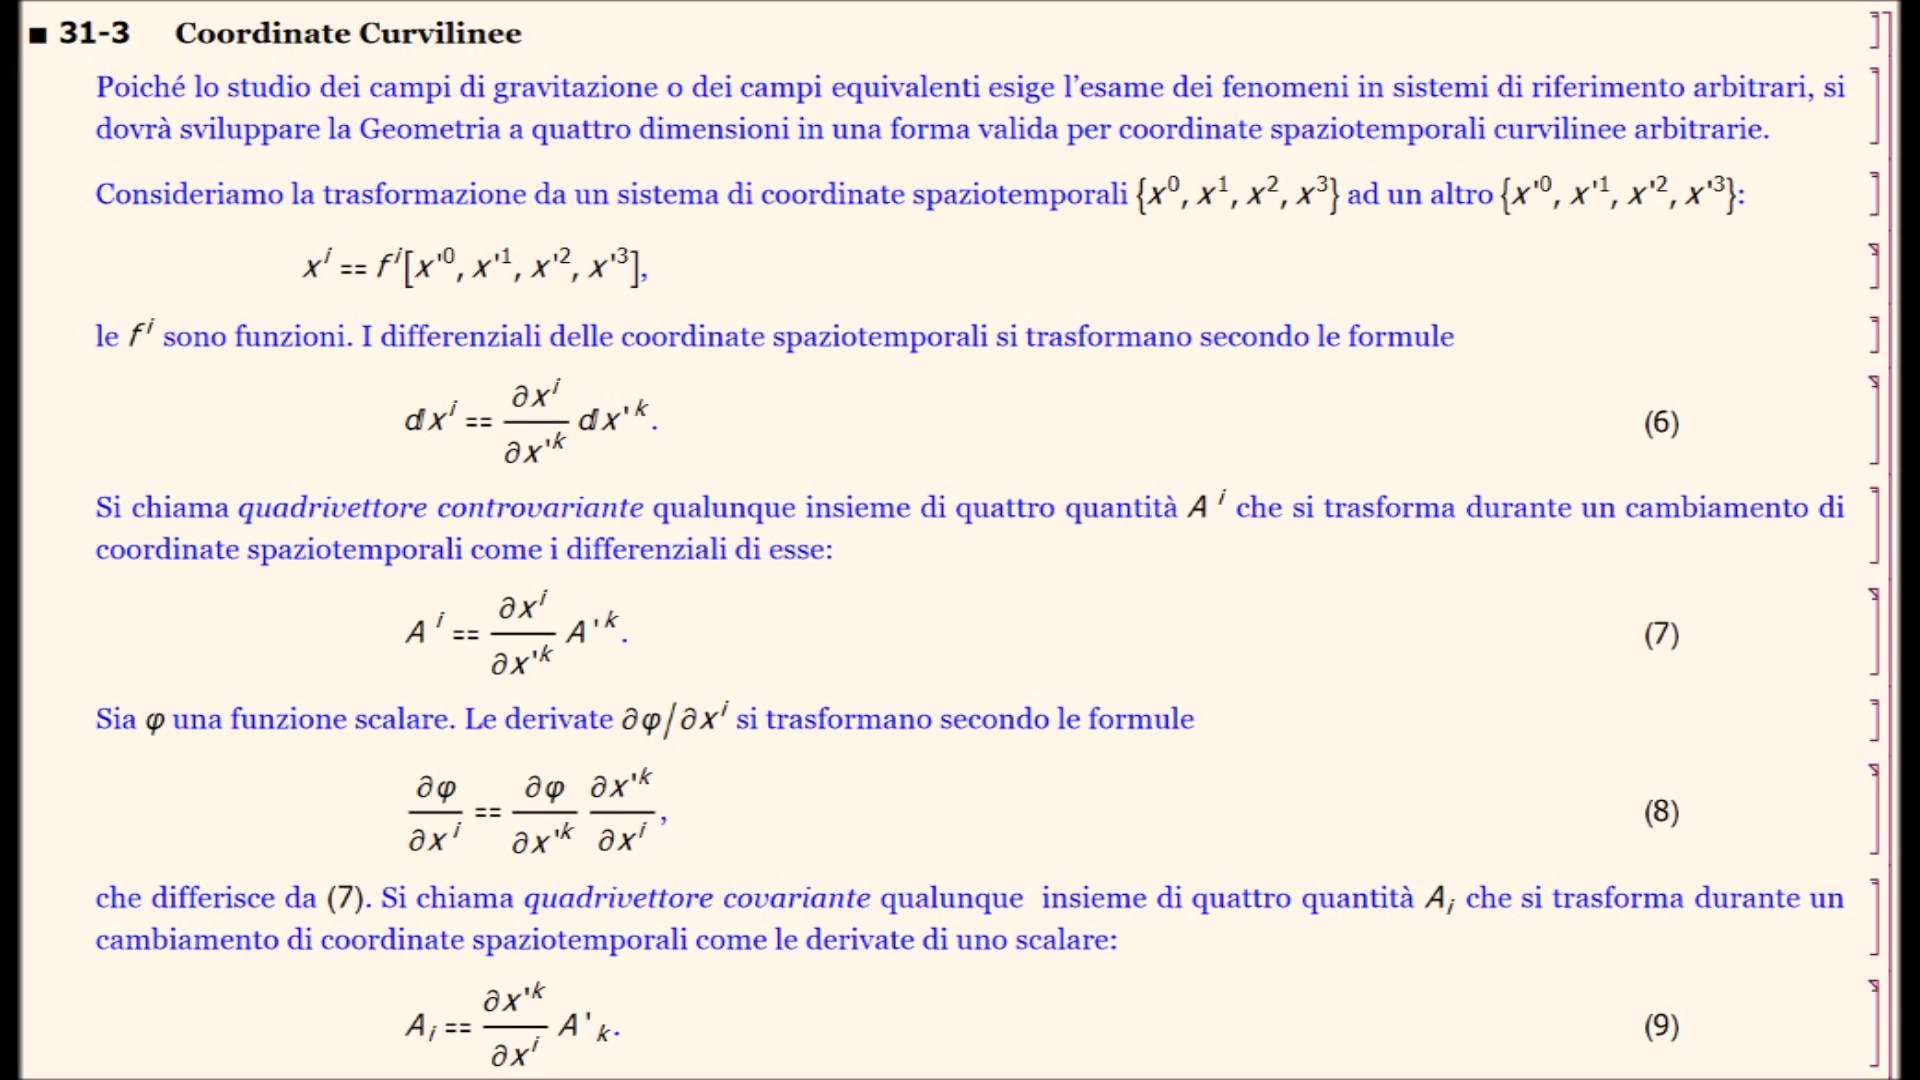 ■ 31-3 Coordinate Curvilinee
Poiché lo studio dei campi di gravitazione o dei campi equivalenti esige l'esame dei fenomeni in sistemi di riferimento arbitrari, si
dovrà sviluppare la Geometria a quattro dimensioni in una forma valida per coordinate spaziotemporali curvilinee arbitrarie.
Consideriamo la trasformazione da un sistema di coordinate spaziotemporali {x⁰, x¹, x², x³} ad un altro {x'⁰, x'¹, x'², x'³}:
xⁱ == fⁱ[x'⁰, x'¹, x'², x'³],
le fⁱ sono funzioni. I differenziali delle coordinate spaziotemporali si trasformano secondo le formule
ⅆxⁱ == ∂xⁱ/∂x'ᵏ ⅆx'ᵏ. (6)
Si chiama quadrivettore controvariante qualunque insieme di quattro quantità Aⁱ che si trasforma durante un cambiamento di
coordinate spaziotemporali come i differenziali di esse:
Aⁱ == ∂xⁱ/∂x'ᵏ A'ᵏ. (7)
Sia φ una funzione scalare. Le derivate ∂φ/∂xⁱ si trasformano secondo le formule
∂φ/∂xⁱ == ∂φ/∂x'ᵏ ∂x'ᵏ/∂xⁱ, (8)
che differisce da (7). Si chiama quadrivettore covariante qualunque insieme di quattro quantità Aᵢ che si trasforma durante un
cambiamento di coordinate spaziotemporali come le derivate di uno scalare:
Aᵢ == ∂x'ᵏ/∂xⁱ A'ₖ. (9)